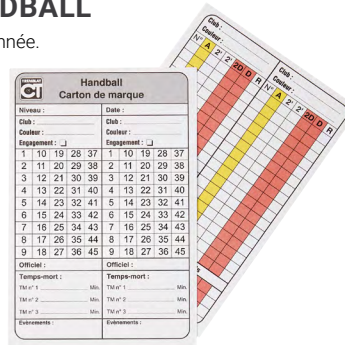 DBALL
nnée.
CASAL SPORT
Handball
Carton de marque
Niveau : Date :
Club : Club :
Couleur : Couleur :
Engagement : Engagement :
1 10 19 28 37 1 10 19 28 37
2 11 20 29 38 2 11 20 29 38
3 12 21 30 39 3 12 21 30 39
4 13 22 31 40 4 13 22 31 40
5 14 23 32 41 5 14 23 32 41
6 15 24 33 42 6 15 24 33 42
7 16 25 34 43 7 16 25 34 43
8 17 26 35 44 8 17 26 35 44
9 18 27 36 45 9 18 27 36 45
Officiel : Officiel :
Temps-mort : Temps-mort :
TM n° 1 Min. TM n° 1 Min.
TM n° 2 Min. TM n° 2 Min.
TM n° 3 Min. TM n° 3 Min.
Evènements : Evènements :
Club :
Couleur :
N° A 2' 2' 2D D R
Club :
Couleur :
N° A 2' 2' 2D D R